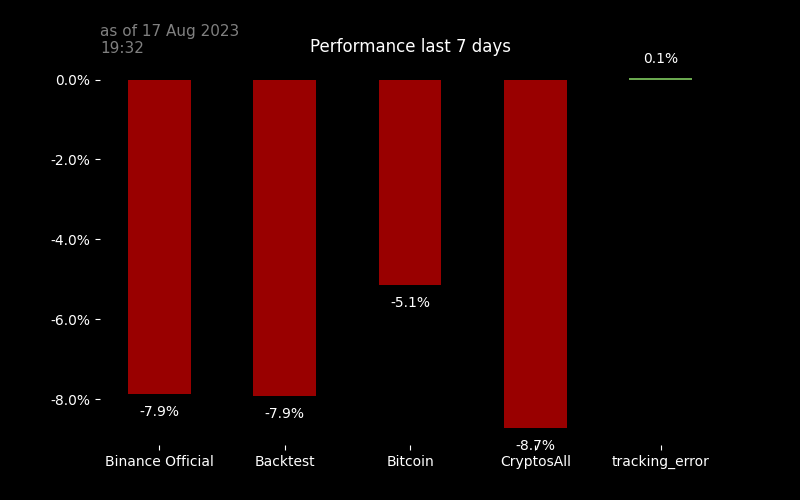 as of 17 Aug 2023
19:32
Performance last 7 days
0.1%
0.0%
-2.0%
-4.0%
-6.0%
-8.0%
-5.1%
-7.9%
-7.9%
-8.7%
Binance Official
Backtest
Bitcoin
CryptosAll
tracking_error